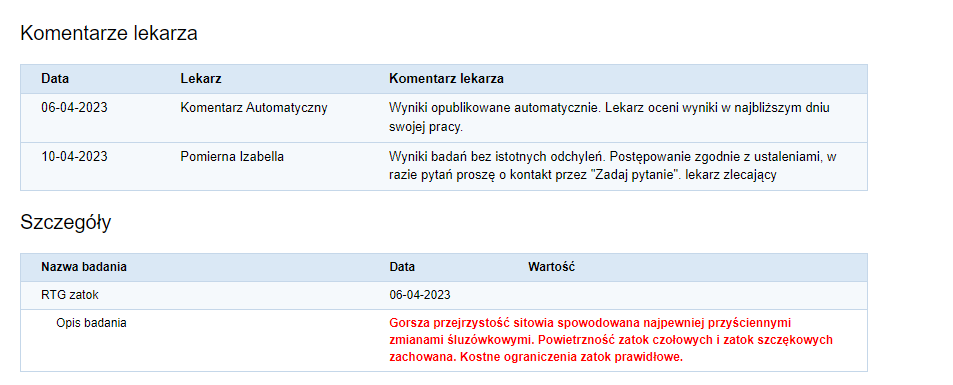 Komentarze lekarza
Data Lekarz Komentarz lekarza
06-04-2023 Komentarz Automatyczny Wyniki opublikowane automatycznie. Lekarz oceni wyniki w najbliższym dniu
swojej pracy.
10-04-2023 Pomierna Izabella Wyniki badań bez istotnych odchyleń. Postępowanie zgodnie z ustaleniami, w
razie pytań proszę o kontakt przez "Zadaj pytanie". lekarz zlecający
Szczegóły
Nazwa badania Data Wartość
RTG zatok 06-04-2023
Opis badania Gorsza przejrzystość sitowia spowodowana najpewniej przyściennymi
zmianami śluzówkowymi. Powietrzność zatok czołowych i zatok szczękowych
zachowana. Kostne ograniczenia zatok prawidłowe.